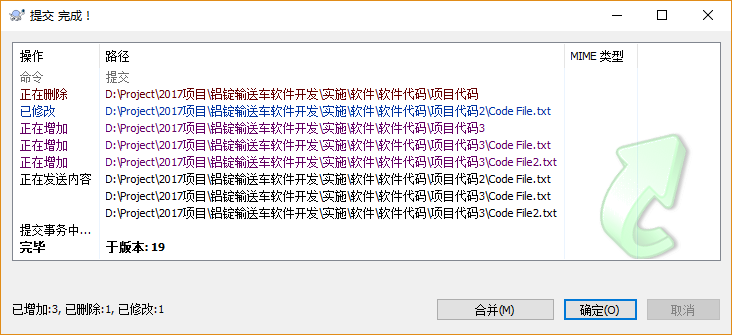 提交 完成！
操作 路径 MIME 类型
命令 提交
正在删除 D:\Project\2017项目\铝锭输送车软件开发\实施\软件\软件代码\项目代码
已修改 D:\Project\2017项目\铝锭输送车软件开发\实施\软件\软件代码\项目代码2\Code File.txt
正在增加 D:\Project\2017项目\铝锭输送车软件开发\实施\软件\软件代码\项目代码3
正在增加 D:\Project\2017项目\铝锭输送车软件开发\实施\软件\软件代码\项目代码3\Code File.txt
正在增加 D:\Project\2017项目\铝锭输送车软件开发\实施\软件\软件代码\项目代码3\Code File2.txt
正在发送内容 D:\Project\2017项目\铝锭输送车软件开发\实施\软件\软件代码\项目代码2\Code File.txt
D:\Project\2017项目\铝锭输送车软件开发\实施\软件\软件代码\项目代码3\Code File.txt
D:\Project\2017项目\铝锭输送车软件开发\实施\软件\软件代码\项目代码3\Code File2.txt
提交事务中...
完毕 于版本: 19
已增加:3, 已删除:1, 已修改:1 合并(M) 确定(O) 取消